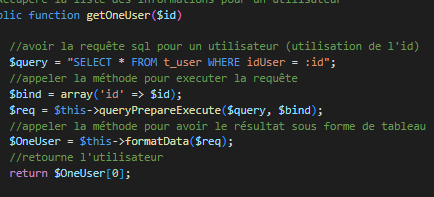 récupère la liste des informations pour un utilisateur
blic function getOneUser($id)
//avoir la requête sql pour un utilisateur (utilisation de l'id)
$query = "SELECT * FROM t_user WHERE idUser = :id";
//appeler la méthode pour executer la requête
$bind = array('id' => $id);
$req = $this->queryPrepareExecute($query, $bind);
//appeler la méthode pour avoir le résultat sous forme de tableau
$OneUser = $this->formatData($req);
//retourne l'utilisateur
return $OneUser[0];